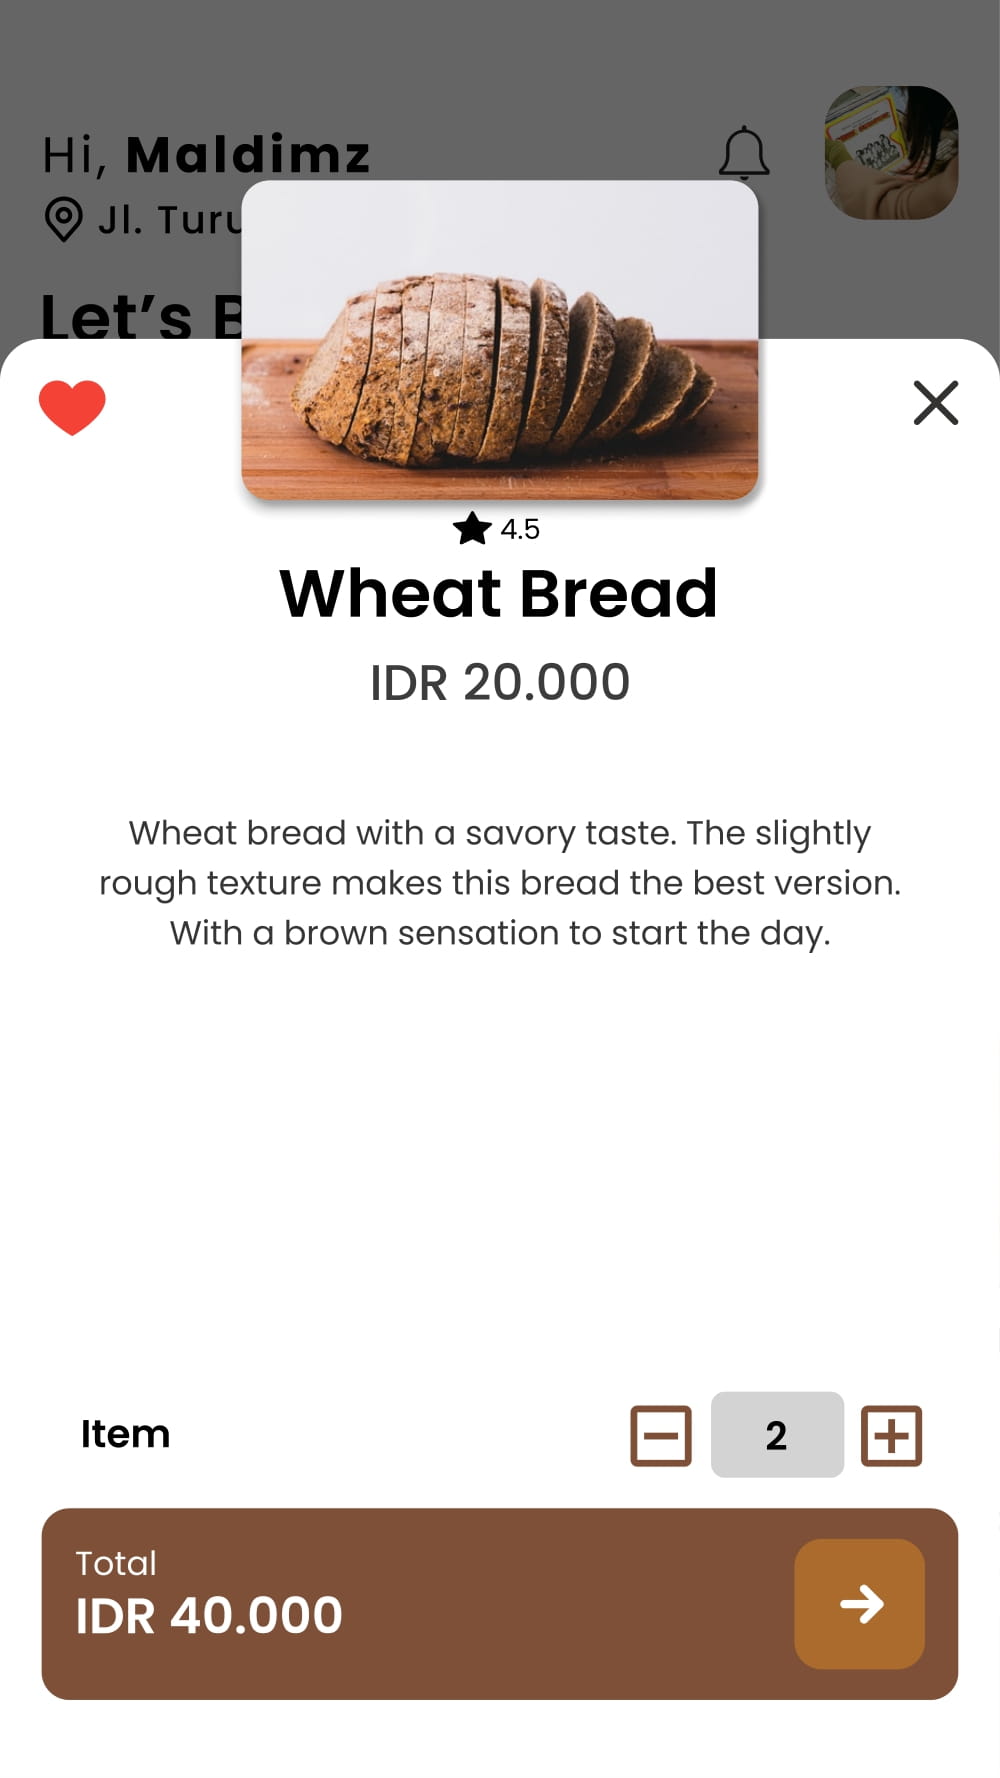 Hi, Maldimz
Jl. Turu
Let’s B
4.5
Wheat Bread
IDR 20.000
Wheat bread with a savory taste. The slightly
rough texture makes this bread the best version.
With a brown sensation to start the day.
Item
2
Total
IDR 40.000